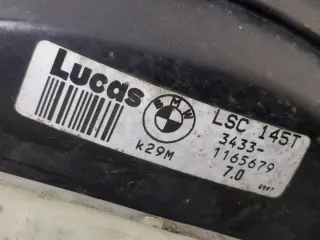 Lucas
BMW
LSC 145T
3433-
1165679
k29M
7.0